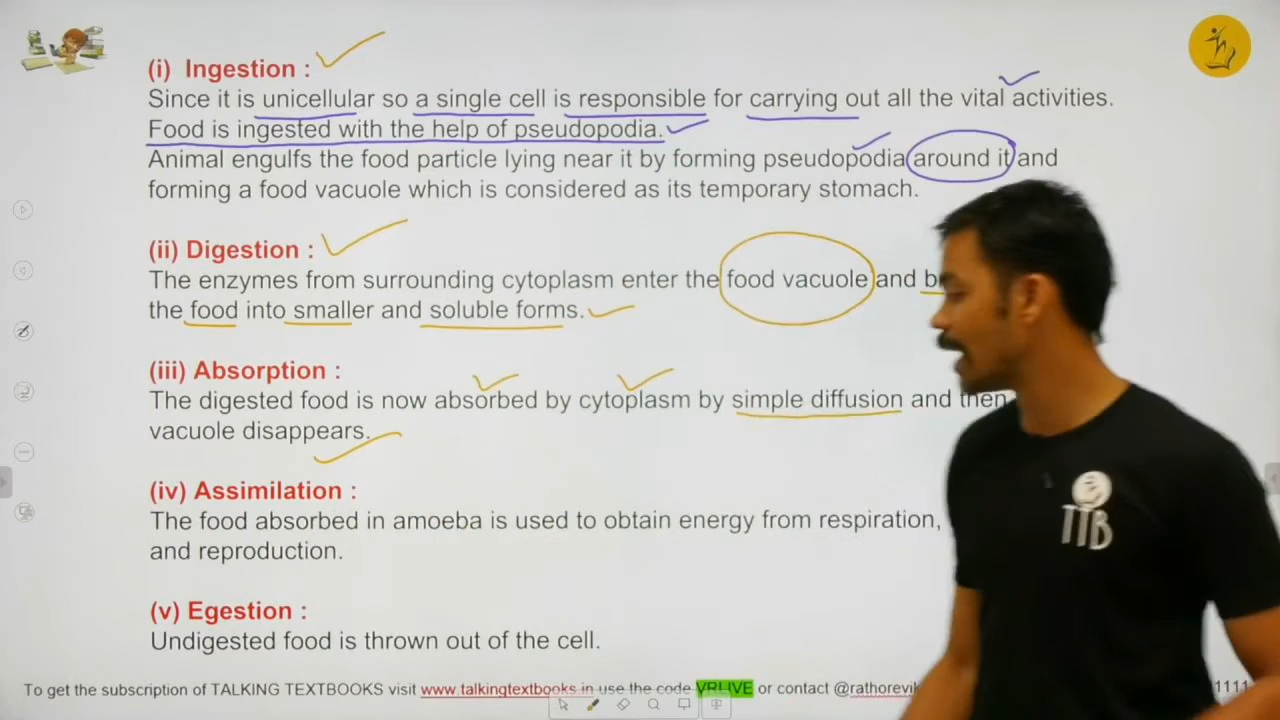 (i) Ingestion :
Since it is unicellular so a single cell is responsible for carrying out all the vital activities.
Food is ingested with the help of pseudopodia.
Animal engulfs the food particle lying near it by forming pseudopodia around it and
forming a food vacuole which is considered as its temporary stomach.
(ii) Digestion :
The enzymes from surrounding cytoplasm enter the food vacuole and
the food into smaller and soluble forms.
(iii) Absorption :
The digested food is now absorbed by cytoplasm by simple diffusion and then
vacuole disappears.
(iv) Assimilation :
The food absorbed in amoeba is used to obtain energy from respiration,
and reproduction.
(v) Egestion :
Undigested food is thrown out of the cell.
TTB
To get the subscription of TALKING TEXTBOOKS visit www.talkingtextbooks.in use the code VRLIVE or contact @rathorevik 1111